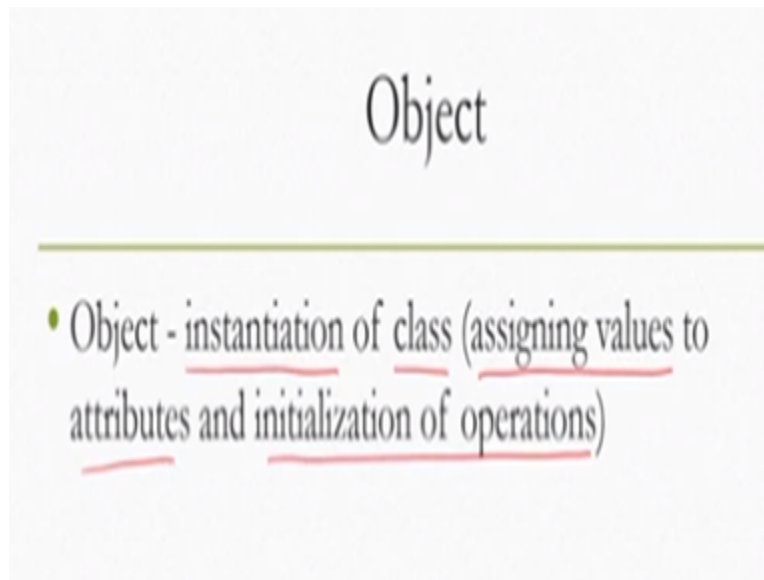 Object
• Object - instantiation of class (assigning values to
attributes and initialization of operations)